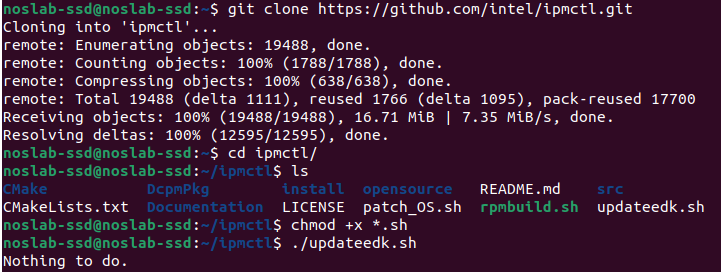 noslab-ssd@noslab-ssd:~$ git clone https://github.com/intel/ipmctl.git
Cloning into 'ipmctl'...
remote: Enumerating objects: 19488, done.
remote: Counting objects: 100% (1788/1788), done.
remote: Compressing objects: 100% (638/638), done.
remote: Total 19488 (delta 1111), reused 1766 (delta 1095), pack-reused 17700
Receiving objects: 100% (19488/19488), 16.71 MiB | 7.35 MiB/s, done.
Resolving deltas: 100% (12595/12595), done.
noslab-ssd@noslab-ssd:~$ cd ipmctl/
noslab-ssd@noslab-ssd:~/ipmctl$ ls
CMake DcpmPkg install opensource README.md src
CMakeLists.txt Documentation LICENSE patch_OS.sh rpmbuild.sh updateedk.sh
noslab-ssd@noslab-ssd:~/ipmctl$ chmod +x *.sh
noslab-ssd@noslab-ssd:~/ipmctl$ ./updateedk.sh
Nothing to do.